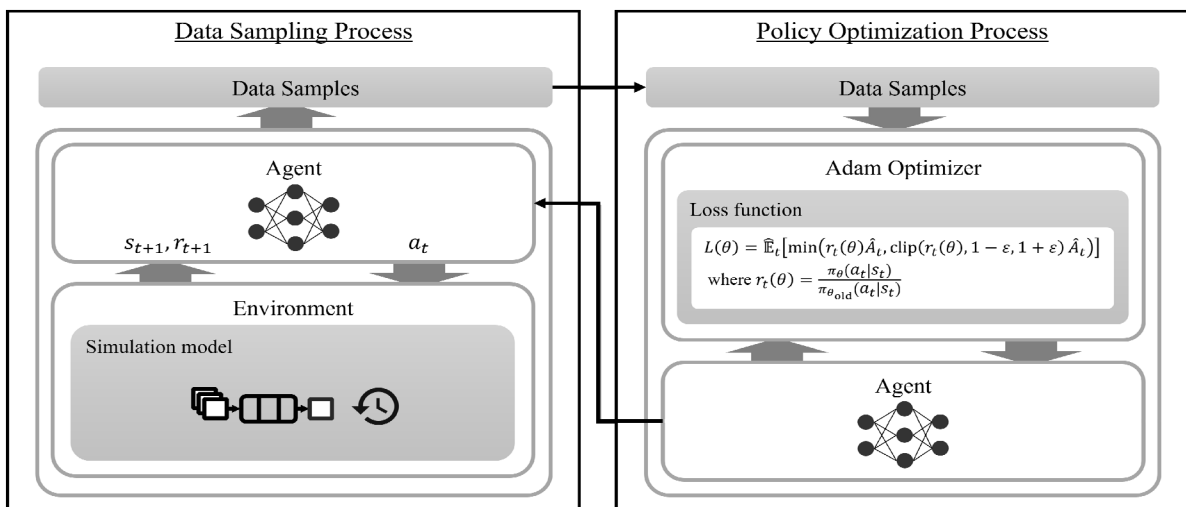 Data Sampling Process
Data Samples
Agent
s_{t+1}, r_{t+1}
a_t
Environment
Simulation model
Policy Optimization Process
Data Samples
Adam Optimizer
Loss function
L(θ) = 𝔼̂_t[min(r_t(θ)Â_t, clip(r_t(θ), 1 − ε, 1 + ε) Â_t)]
where r_t(θ) = π_θ(a_t|s_t) / π_{θ_old}(a_t|s_t)
Agent